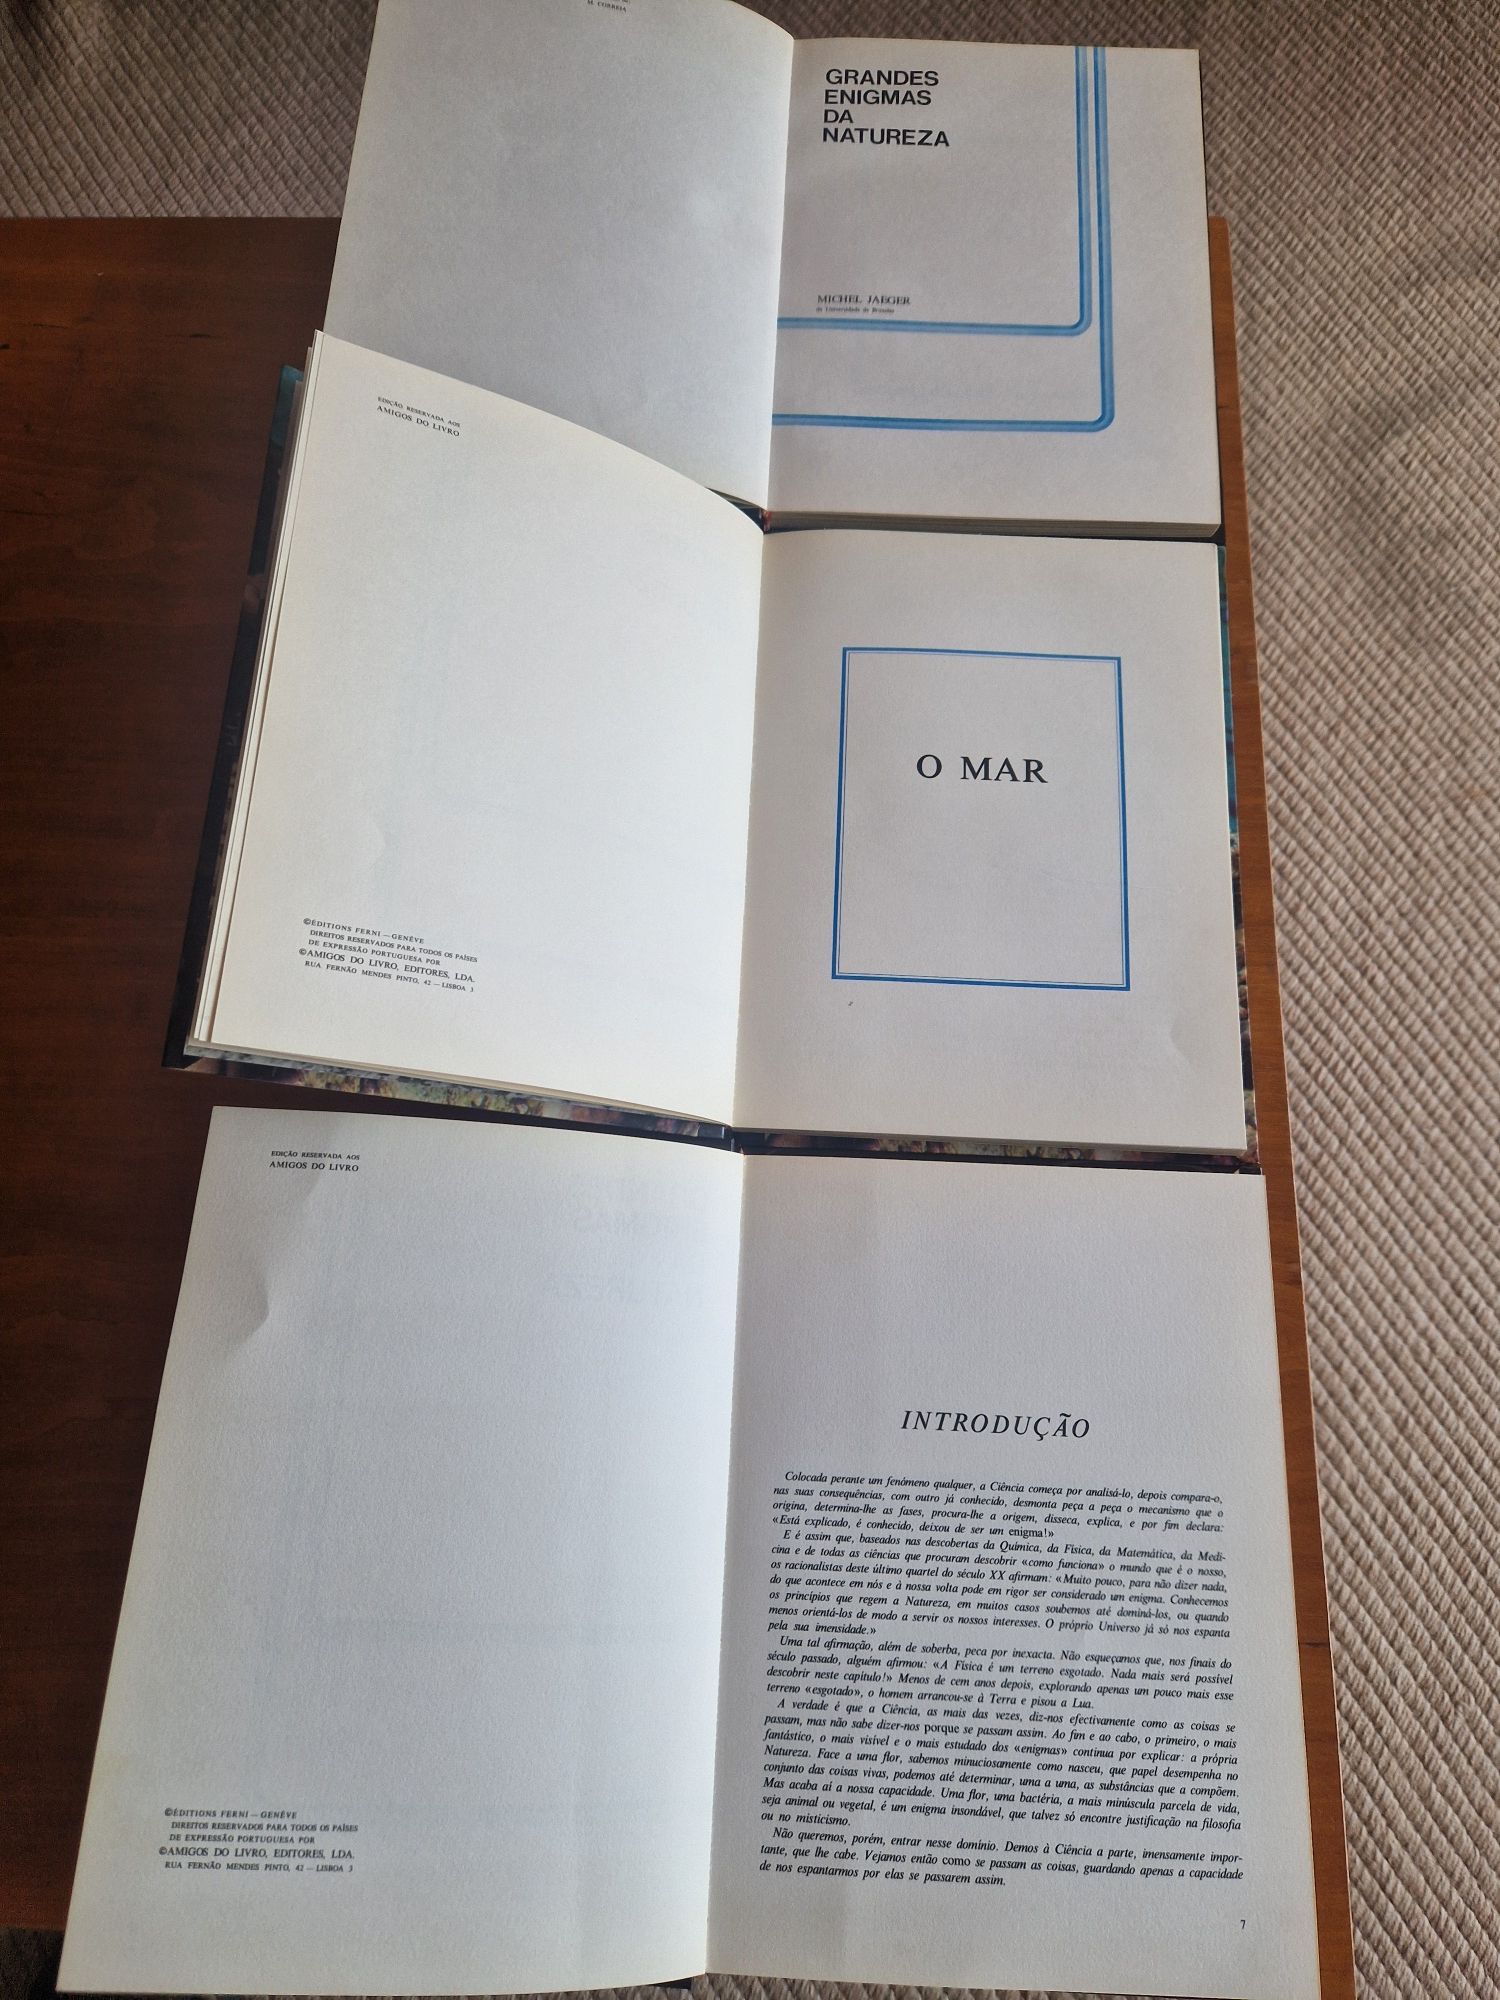 M. CORREIA
GRANDES
ENIGMAS
DA
NATUREZA
MICHEL JAEGER
da Universidade de Bruxelas
EDIÇÃO RESERVADA AOS
AMIGOS DO LIVRO
©ÉDITIONS FERNI — GENÈVE
DIREITOS RESERVADOS PARA TODOS OS PAÍSES
DE EXPRESSÃO PORTUGUESA POR
©AMIGOS DO LIVRO, EDITORES, LDA.
RUA FERNÃO MENDES PINTO, 42 — LISBOA 3
O MAR
EDIÇÃO RESERVADA AOS
AMIGOS DO LIVRO
©ÉDITIONS FERNI — GENÈVE
DIREITOS RESERVADOS PARA TODOS OS PAÍSES
DE EXPRESSÃO PORTUGUESA POR
©AMIGOS DO LIVRO, EDITORES, LDA.
RUA FERNÃO MENDES PINTO, 42 — LISBOA 3
INTRODUÇÃO
Colocada perante um fenómeno qualquer, a Ciência começa por analisá-lo, depois compara-o,
nas suas consequências, com outro já conhecido, desmonta peça a peça o mecanismo que o
origina, determina-lhe as fases, procura-lhe a origem, disseca, explica, e por fim declara:
«Está explicado, é conhecido, deixou de ser um enigma!»
E é assim que, baseados nas descobertas da Química, da Física, da Matemática, da Medi-
cina e de todas as ciências que procuram descobrir «como funciona» o mundo que é o nosso,
os racionalistas deste último quartel do século XX afirmam: «Muito pouco, para não dizer nada,
do que acontece em nós e à nossa volta pode em rigor ser considerado um enigma. Conhecemos
os princípios que regem a Natureza, em muitos casos soubemos até dominá-los, ou quando
menos orientá-los de modo a servir os nossos interesses. O próprio Universo já só nos espanta
pela sua imensidade.»
Uma tal afirmação, além de soberba, peca por inexacta. Não esqueçamos que, nos finais do
século passado, alguém afirmou: «A Física é um terreno esgotado. Nada mais será possível
descobrir neste capítulo!» Menos de cem anos depois, explorando apenas um pouco mais esse
terreno «esgotado», o homem arrancou-se à Terra e pisou a Lua.
A verdade é que a Ciência, as mais das vezes, diz-nos efectivamente como as coisas se
passam, mas não sabe dizer-nos porque se passam assim. Ao fim e ao cabo, o primeiro, o mais
fantástico, o mais visível e o mais estudado dos «enigmas» continua por explicar: a própria
Natureza. Face a uma flor, sabemos minuciosamente como nasceu, que papel desempenha no
conjunto das coisas vivas, podemos até determinar, uma a uma, as substâncias que a compõem.
Mas acaba aí a nossa capacidade. Uma flor, uma bactéria, a mais minúscula parcela de vida,
seja animal ou vegetal, é um enigma insondável, que talvez só encontre justificação na filosofia
ou no misticismo.
Não queremos, porém, entrar nesse domínio. Demos à Ciência a parte, imensamente impor-
tante, que lhe cabe. Vejamos então como se passam as coisas, guardando apenas a capacidade
de nos espantarmos por elas se passarem assim.
7